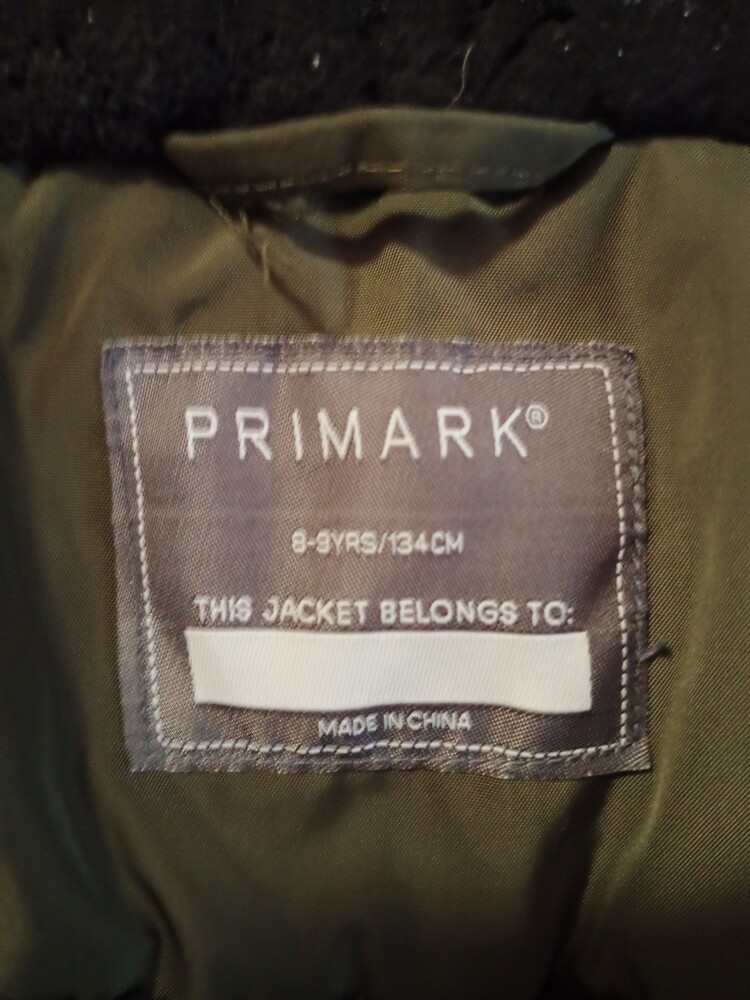 PRIMARK®
8-9YRS/134CM
THIS JACKET BELONGS TO:
MADE IN CHINA